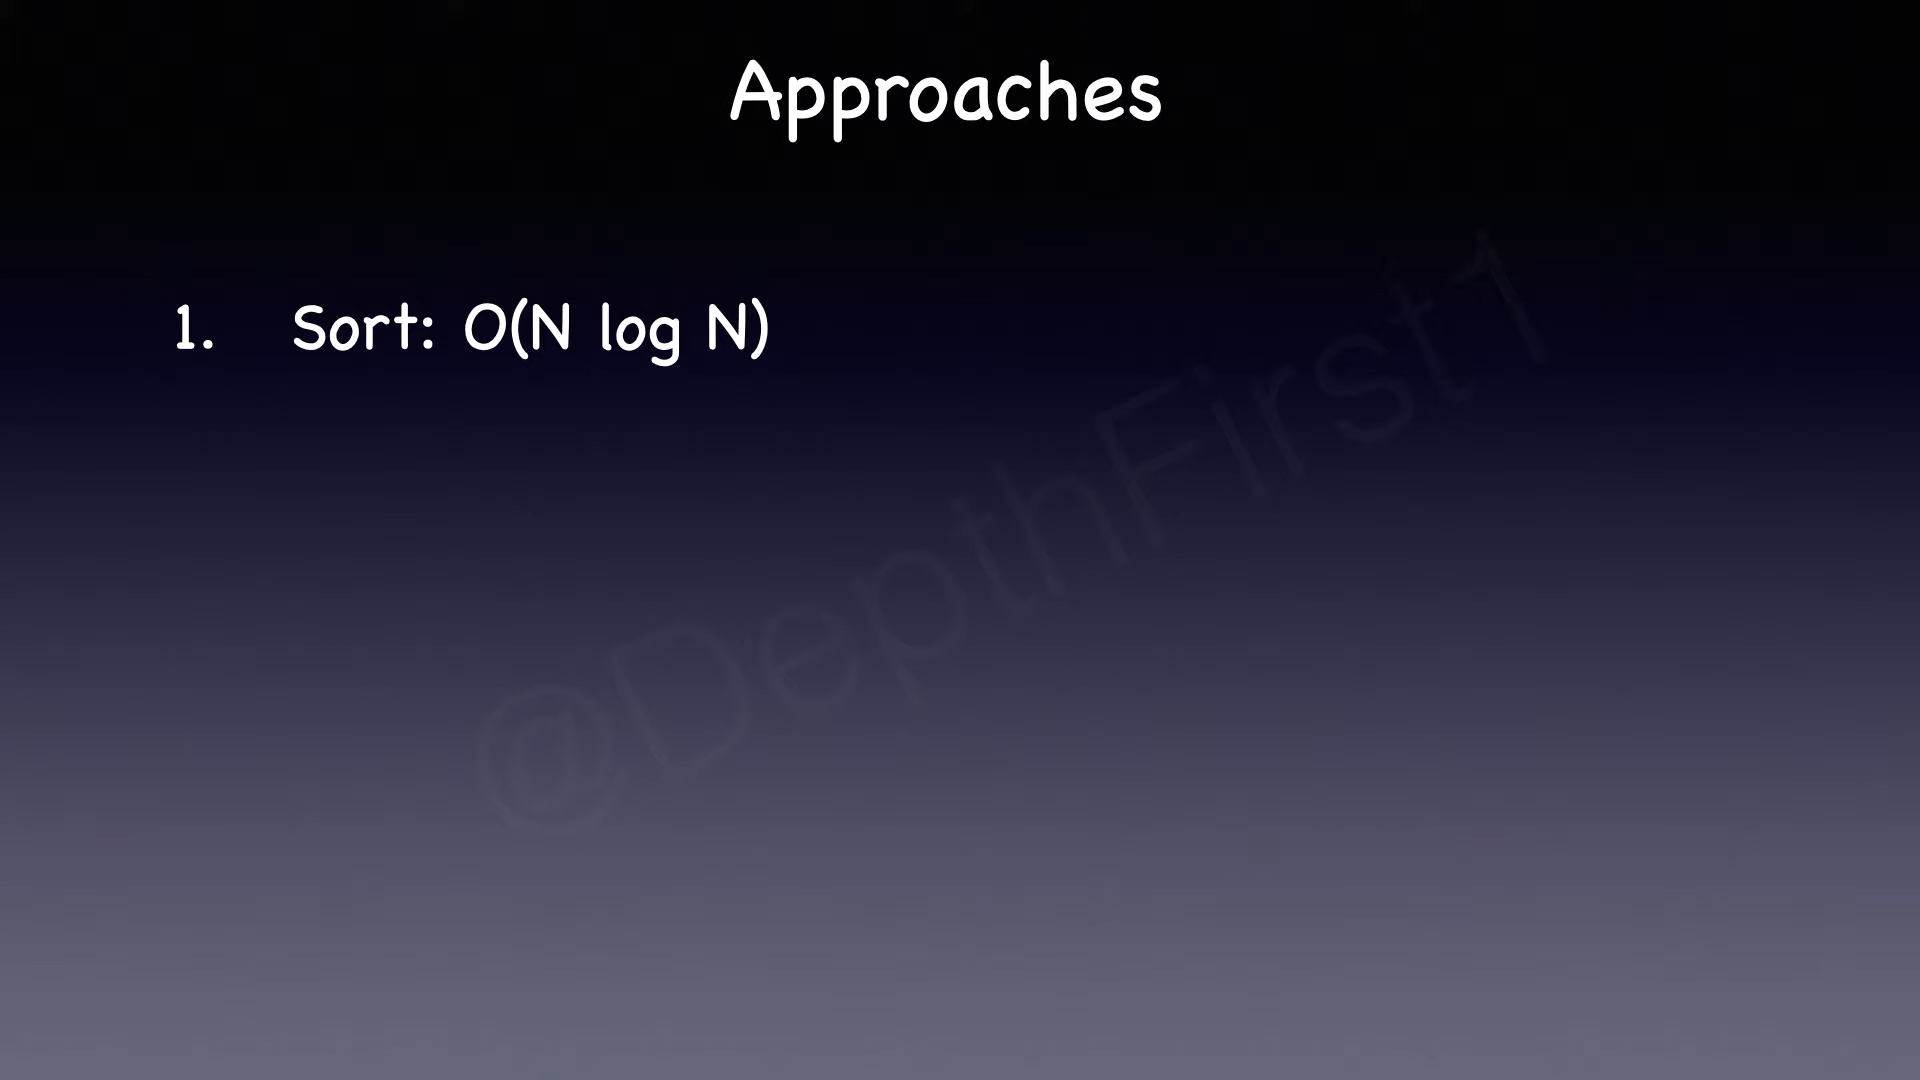 Approaches
1. Sort: O(N log N)
@DepthFirst1